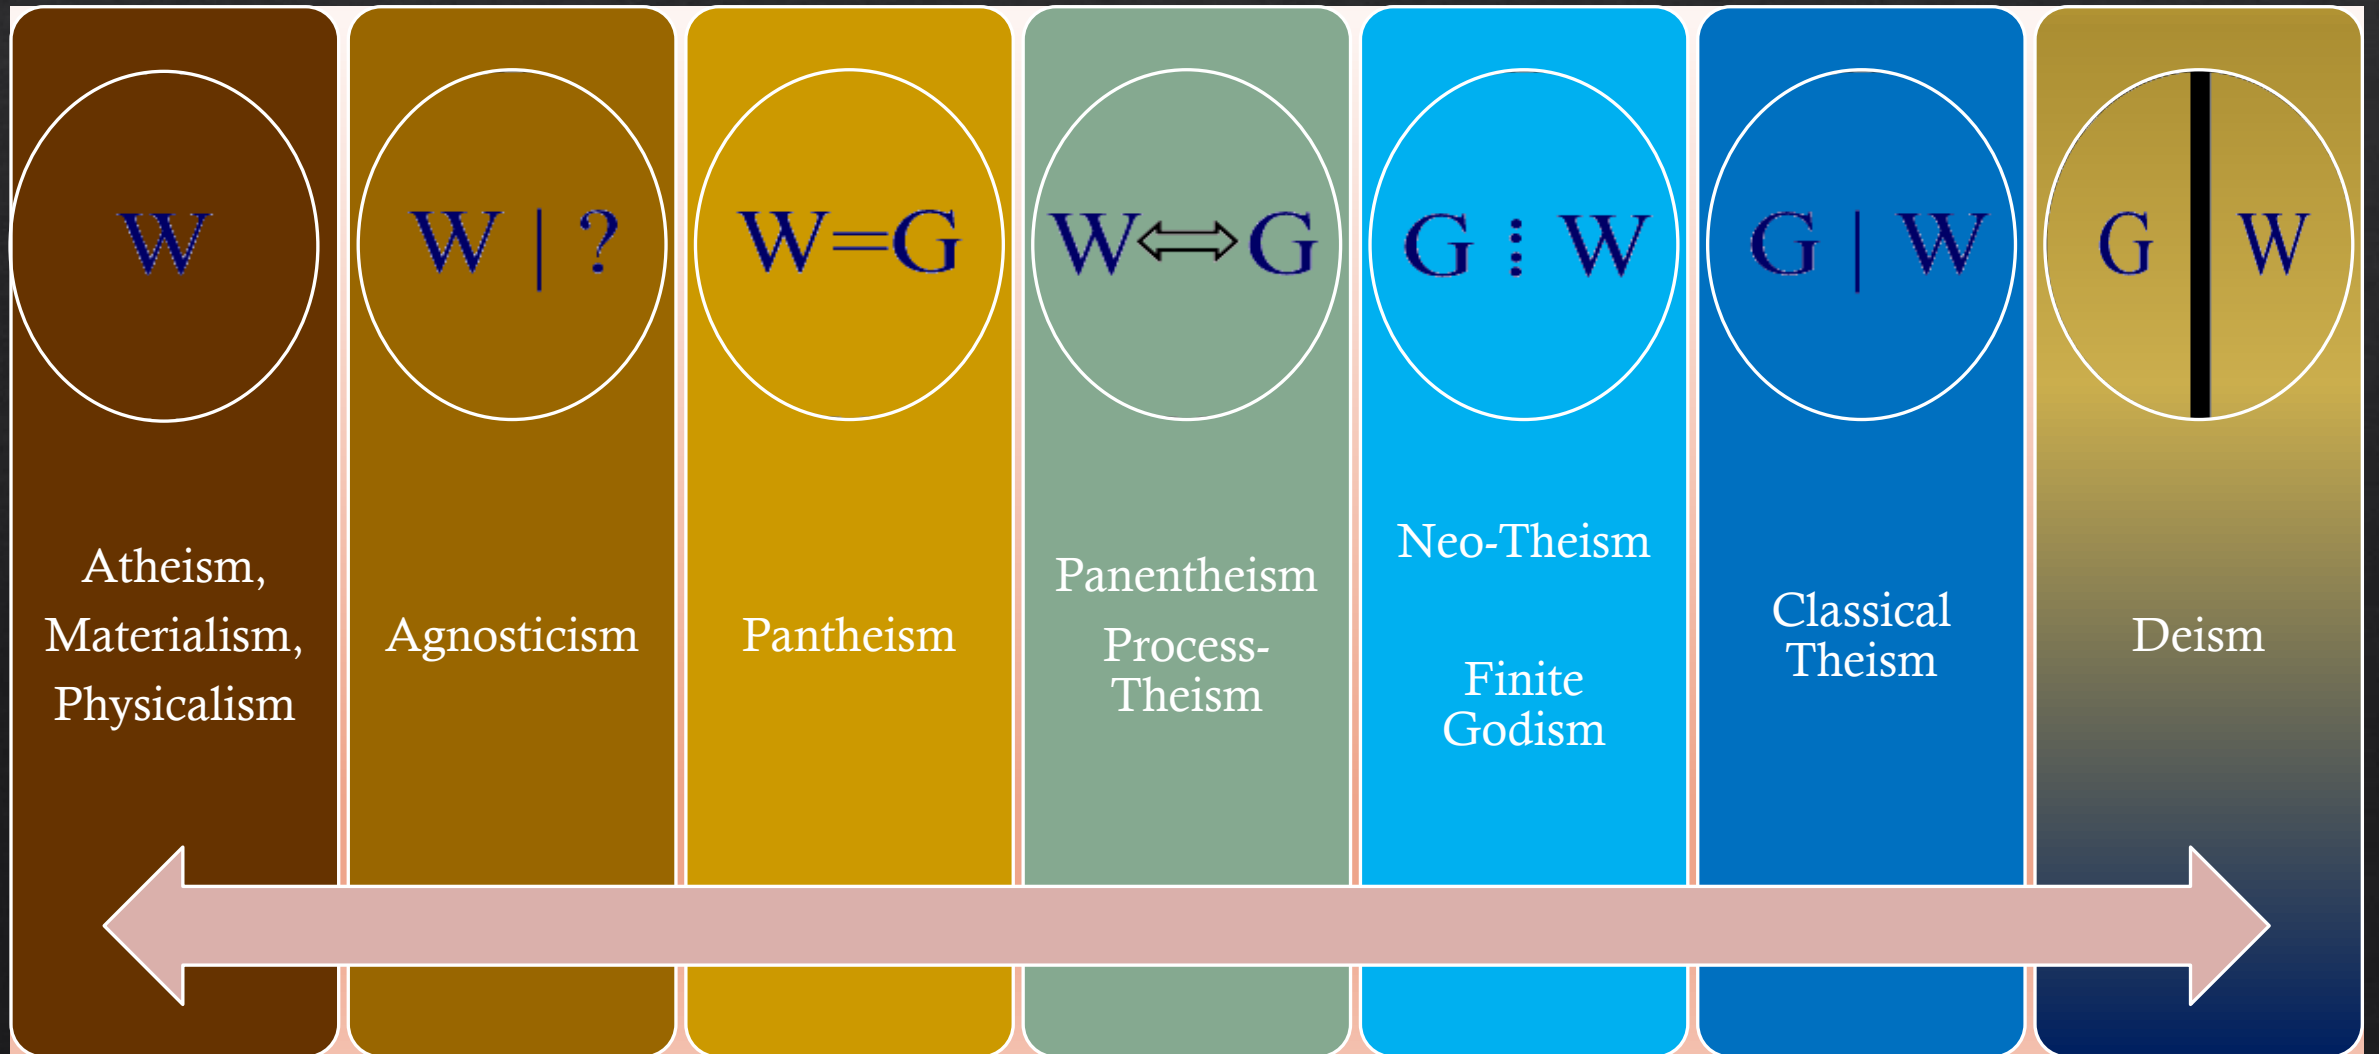 W
W | ?
W=G
W⇔G
G ⋮ W
G | W
G W
Atheism,
Materialism,
Physicalism
Agnosticism
Pantheism
Panentheism
Process-
Theism
Neo-Theism
Finite
Godism
Classical
Theism
Deism